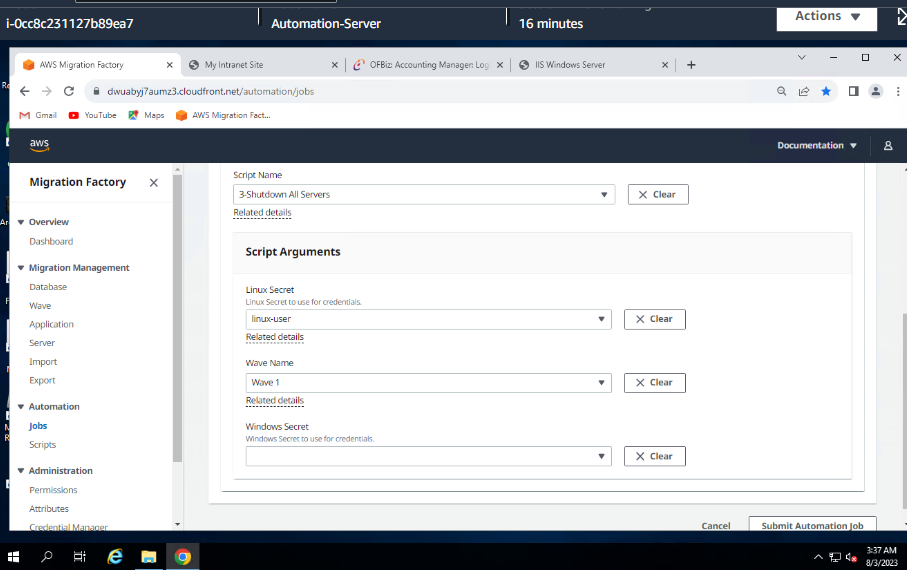 i-0cc8c231127b89ea7
Automation-Server
16 minutes
Actions
AWS Migration Factory
My Intranet Site
OFBiz: Accounting Manager: Log
IIS Windows Server
dwuabyj7aumz3.cloudfront.net/automation/jobs
Gmail
YouTube
Maps
AWS Migration Fact...
aws
Documentation
Migration Factory
Overview
Dashboard
Migration Management
Database
Wave
Application
Server
Import
Export
Automation
Jobs
Scripts
Administration
Permissions
Attributes
Credential Manager
Script Name
3-Shutdown All Servers
Clear
Related details
Script Arguments
Linux Secret
Linux Secret to use for credentials.
linux-user
Clear
Related details
Wave Name
Wave 1
Clear
Related details
Windows Secret
Windows Secret to use for credentials.
Clear
Cancel
Submit Automation Job
3:37 AM
8/3/2023